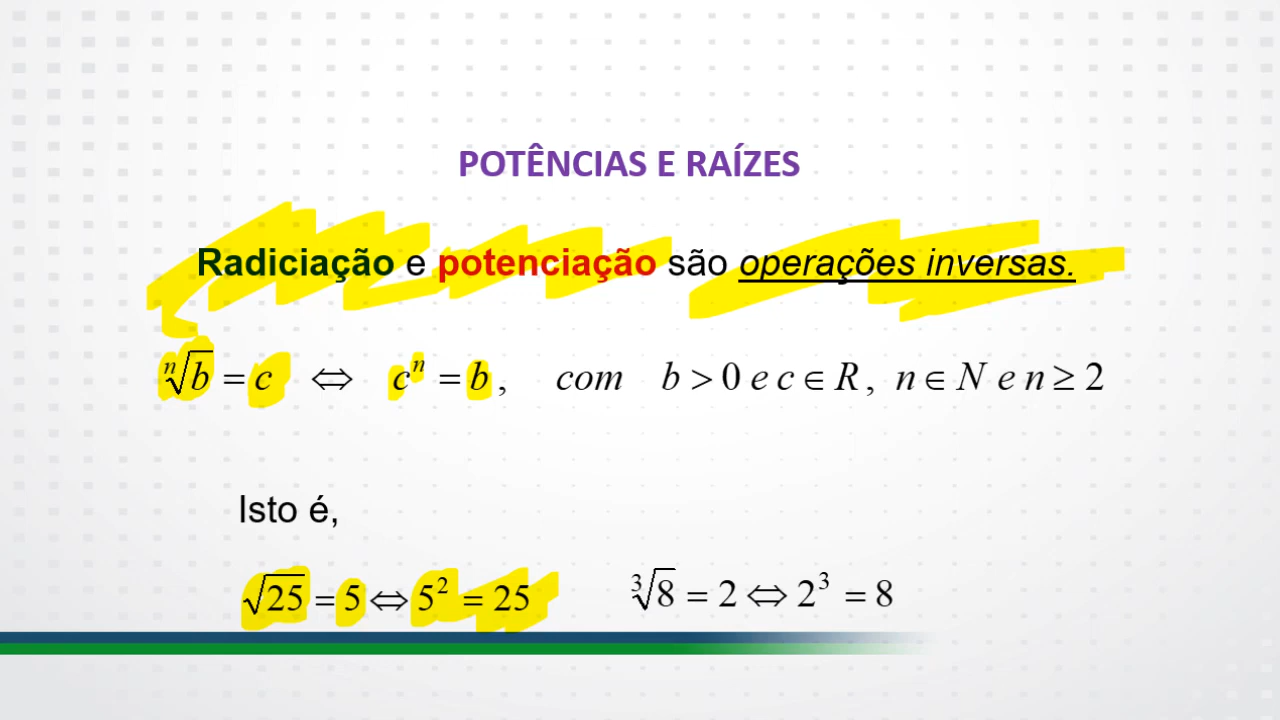 POTÊNCIAS E RAÍZES
Radiciação e potenciação são operações inversas.
ⁿ√b = c ⇔ cⁿ = b, com b > 0 e c ∈ R, n ∈ N e n ≥ 2
Isto é,
√25 = 5 ⇔ 5² = 25 ³√8 = 2 ⇔ 2³ = 8